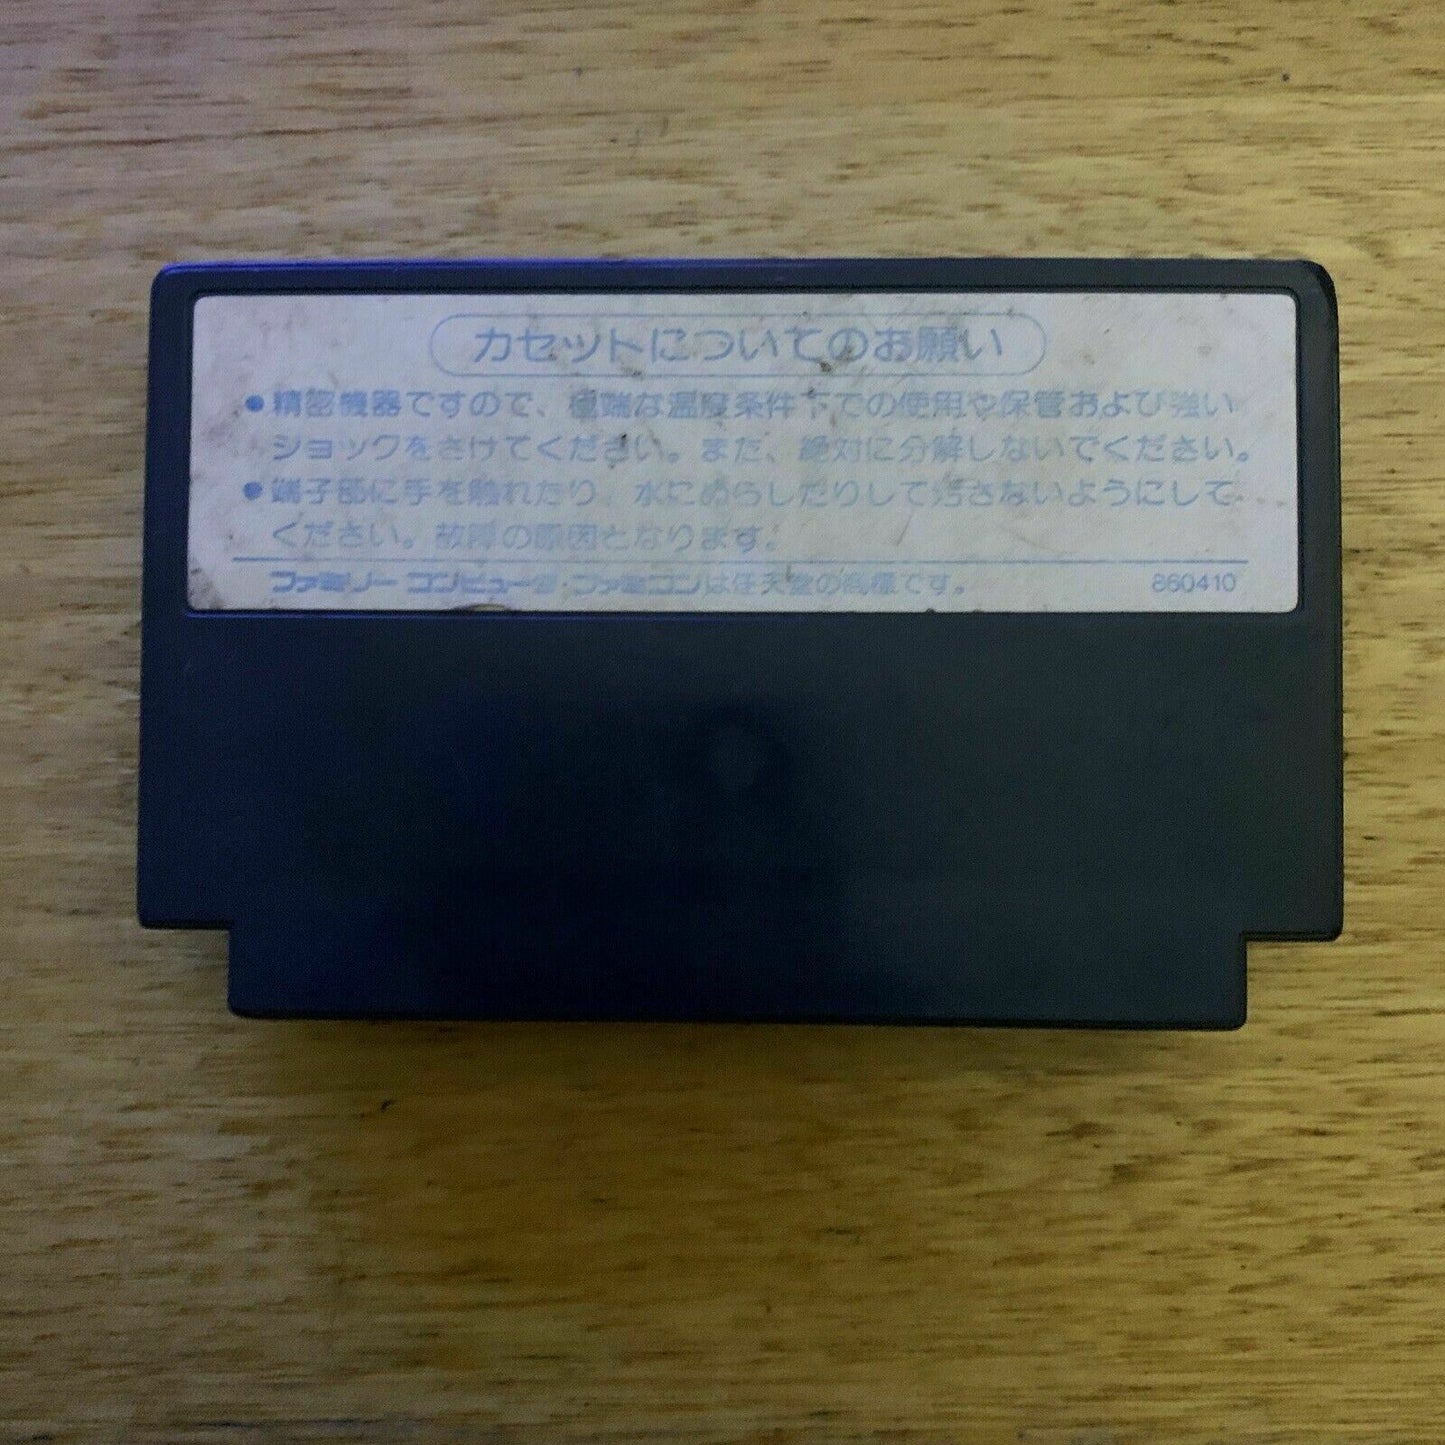 カセットについてのお願い
●精密機器ですので、極端な温度条件下での使用や保管および強い
ショックをさけてください。また、絶対に分解しないでください。
●端子部に手を触れたり、水にぬらしたりして汚さないようにして
ください。故障の原因となります。
ファミリー コンピュータ・ファミコンは任天堂の商標です。 860410